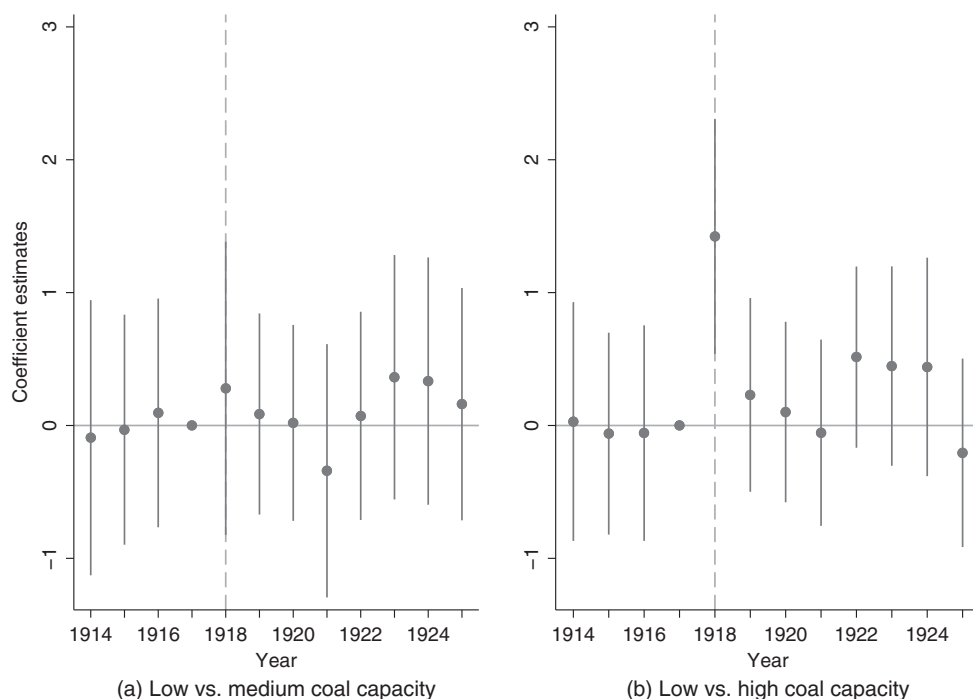 Coefficient estimates
3
2
1
0
−1
1914 1916 1918 1920 1922 1924
Year
(a) Low vs. medium coal capacity
3
2
1
0
−1
1914 1916 1918 1920 1922 1924
Year
(b) Low vs. high coal capacity